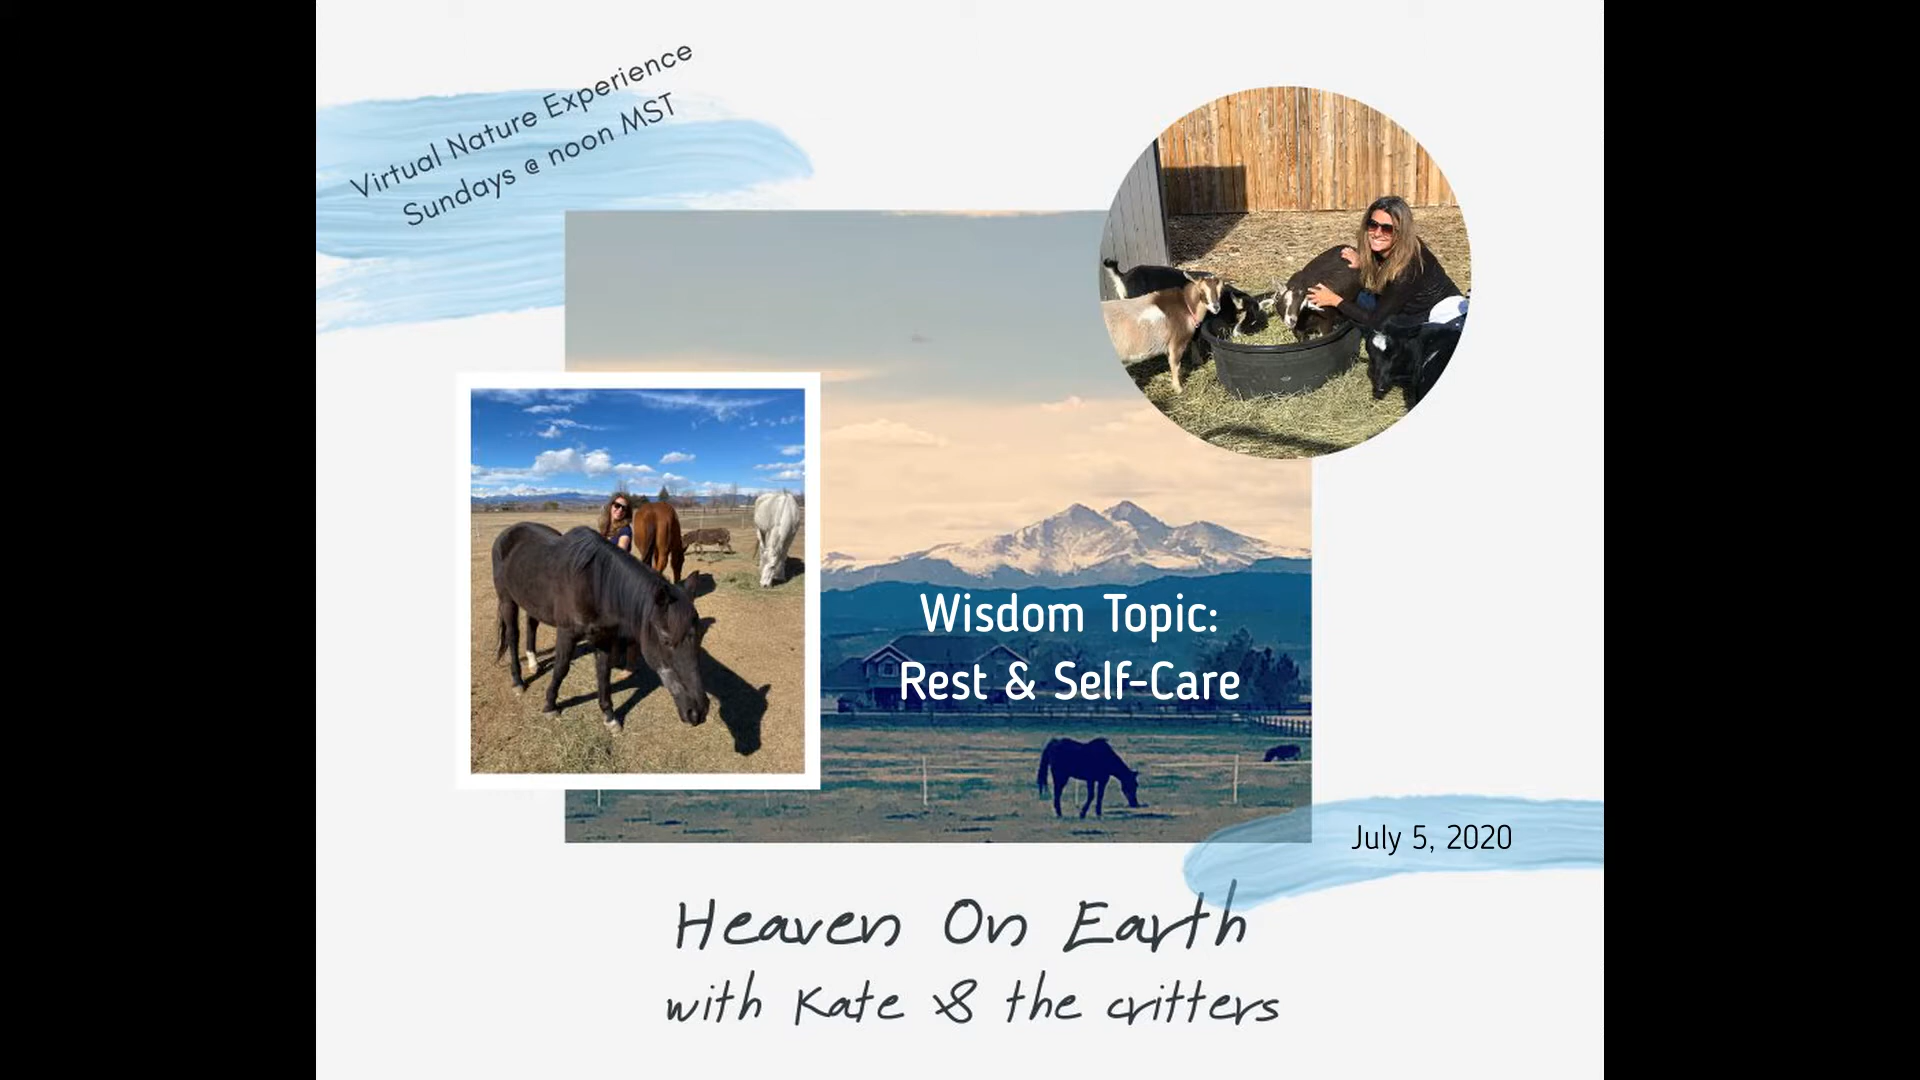 Virtual Nature Experience
Sundays @ noon MST
Wisdom Topic:
Rest & Self-Care
July 5, 2020
Heaven On Earth
with Kate & the critters